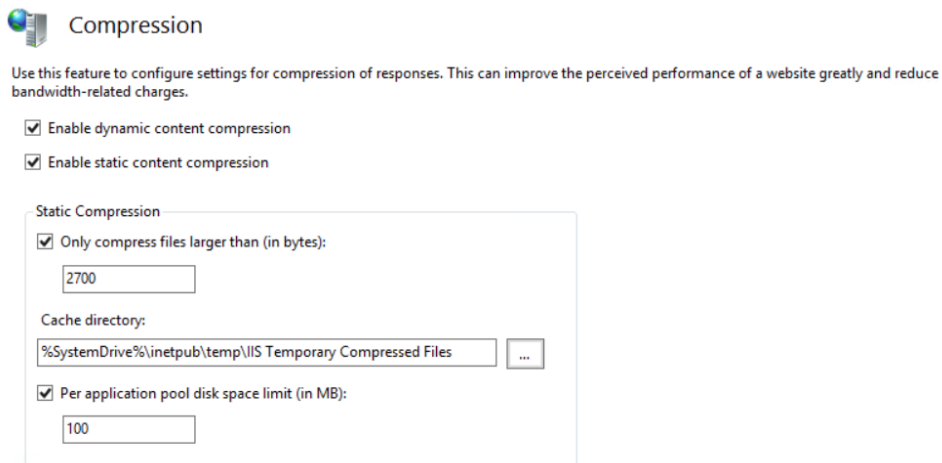 Compression
Use this feature to configure settings for compression of responses. This can improve the perceived performance of a website greatly and reduce
bandwidth-related charges.
Enable dynamic content compression
Enable static content compression
Static Compression
Only compress files larger than (in bytes):
2700
Cache directory:
%SystemDrive%\inetpub\temp\IIS Temporary Compressed Files
...
Per application pool disk space limit (in MB):
100